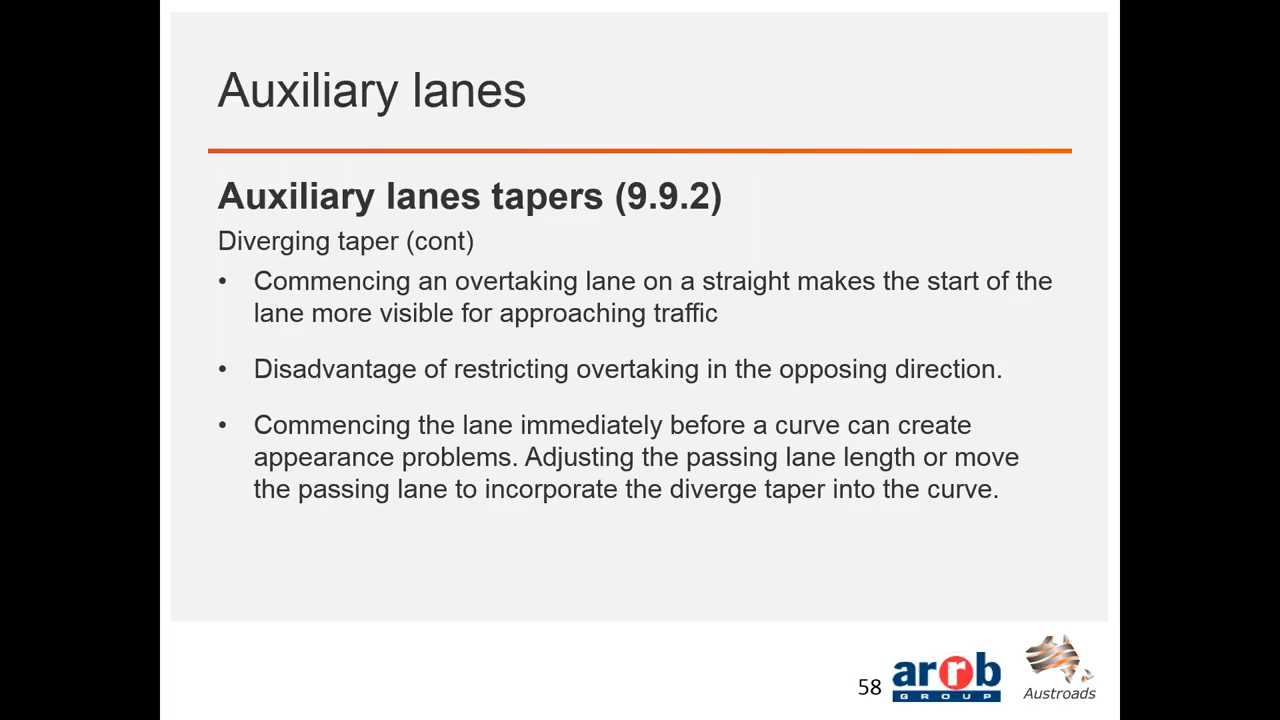 Auxiliary lanes
Auxiliary lanes tapers (9.9.2)
Diverging taper (cont)
• Commencing an overtaking lane on a straight makes the start of the
lane more visible for approaching traffic
• Disadvantage of restricting overtaking in the opposing direction.
• Commencing the lane immediately before a curve can create
appearance problems. Adjusting the passing lane length or move
the passing lane to incorporate the diverge taper into the curve.
58
arrb
GROUP
Austroads